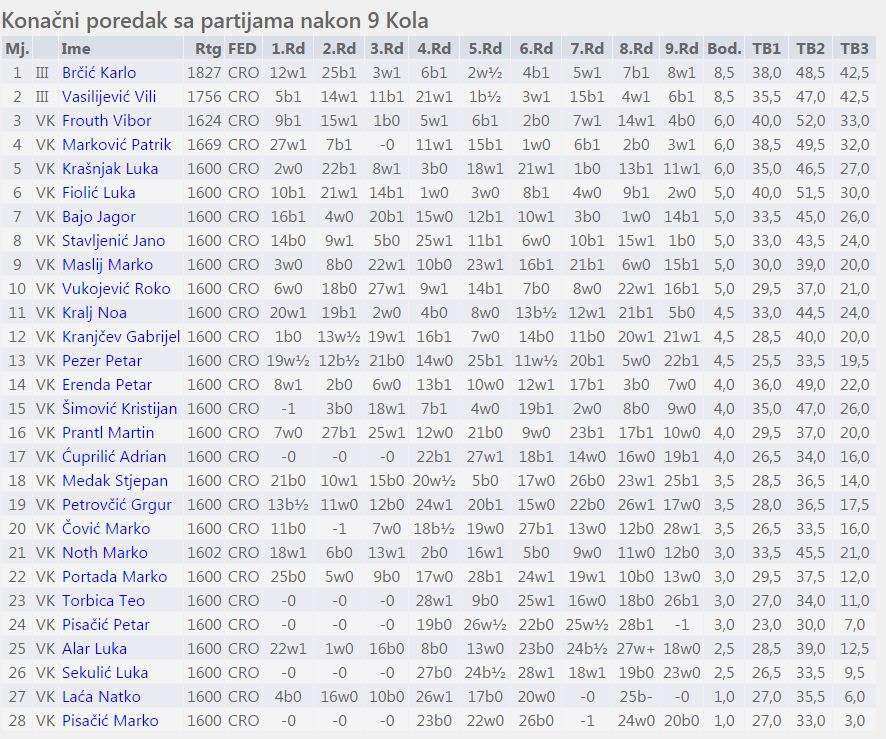 Konačni poredak sa partijama nakon 9 Kola
Mj. Ime Rtg FED 1.Rd 2.Rd 3.Rd 4.Rd 5.Rd 6.Rd 7.Rd 8.Rd 9.Rd Bod. TB1 TB2 TB3
1 III Brčić Karlo 1827 CRO 12w1 25b1 3w1 6b1 2w½ 4b1 5w1 7b1 8w1 8,5 38,0 48,5 42,5
2 III Vasilijević Vili 1756 CRO 5b1 14w1 11b1 21w1 1b½ 3w1 15b1 4w1 6b1 8,5 35,5 47,0 42,5
3 VK Frouth Vibor 1624 CRO 9b1 15w1 1b0 5w1 6b1 2b0 7w1 14w1 4b0 6,0 40,0 52,0 33,0
4 VK Marković Patrik 1669 CRO 27w1 7b1 -0 11w1 15b1 1w0 6b1 2b0 3w1 6,0 38,5 49,5 32,0
5 VK Krašnjak Luka 1600 CRO 2w0 22b1 8w1 3b0 18w1 21w1 1b0 13b1 11w1 6,0 35,0 46,5 27,0
6 VK Fiolić Luka 1600 CRO 10b1 21w1 14b1 1w0 3w0 8b1 4w0 9b1 2w0 5,0 40,0 51,5 30,0
7 VK Bajo Jagor 1600 CRO 16b1 4w0 20b1 15w0 12b1 10w1 3b0 1w0 14b1 5,0 33,5 45,0 26,0
8 VK Stavljenić Jano 1600 CRO 14b0 9w1 5b0 25w1 11b1 6w0 10b1 15w1 1b0 5,0 33,0 43,5 24,0
9 VK Maslij Marko 1600 CRO 3w0 8b0 22w1 10b0 23w1 16b1 21b1 6w0 15b1 5,0 30,0 39,0 20,0
10 VK Vukojević Roko 1600 CRO 6w0 18b0 27w1 9w1 14b1 7b0 8w0 22w1 16b1 5,0 29,5 37,0 21,0
11 VK Kralj Noa 1600 CRO 20w1 19b1 2w0 4b0 8w0 13b½ 12w1 21b1 5b0 4,5 33,0 44,5 24,0
12 VK Kranjčev Gabrijel 1600 CRO 1b0 13w½ 19w1 16b1 7w0 14b0 11b0 20w1 21w1 4,5 28,5 40,0 20,0
13 VK Pezer Petar 1600 CRO 19w½ 12b½ 21b0 14w0 25b1 11w½ 20b1 5w0 22b1 4,5 25,5 33,5 19,5
14 VK Erenda Petar 1600 CRO 8w1 2b0 6w0 13b1 10w0 12w1 17b1 3b0 7w0 4,0 36,0 49,0 22,0
15 VK Šimović Kristijan 1600 CRO -1 3b0 18w1 7b1 4w0 19b1 2w0 8b0 9w0 4,0 35,0 47,0 26,0
16 VK Prantl Martin 1600 CRO 7w0 27b1 25w1 12w0 21b0 9w0 23b1 17b1 10w0 4,0 29,5 37,0 20,0
17 VK Ćuprilić Adrian 1600 CRO -0 -0 -0 22b1 27w1 18b1 14w0 16w0 19b1 4,0 26,5 34,0 16,0
18 VK Medak Stjepan 1600 CRO 21b0 10w1 15b0 20w½ 5b0 17w0 26b0 23w1 25b1 3,5 28,5 36,5 14,0
19 VK Petrovčić Grgur 1600 CRO 13b½ 11w0 12b0 24w1 20b1 15w0 22b0 26w1 17w0 3,5 28,0 36,5 17,5
20 VK Čović Marko 1600 CRO 11b0 -1 7w0 18b½ 19w0 27b1 13w0 12b0 28w1 3,5 26,5 33,5 16,0
21 VK Noth Marko 1602 CRO 18w1 6b0 13w1 2b0 16w1 5b0 9w0 11w0 12b0 3,0 33,5 45,5 21,0
22 VK Portada Marko 1600 CRO 25b0 5w0 9b0 17w0 28b1 24w1 19w1 10b0 13w0 3,0 29,5 37,5 12,0
23 VK Torbica Teo 1600 CRO -0 -0 -0 28w1 9b0 25w1 16w0 18b0 26b1 3,0 27,0 34,0 11,0
24 VK Pisačić Petar 1600 CRO -0 -0 -0 19b0 26w½ 22b0 25w½ 28b1 -1 3,0 23,0 30,0 7,0
25 VK Alar Luka 1600 CRO 22w1 1w0 16b0 8b0 13w0 23b0 24b½ 27w+ 18w0 2,5 28,5 39,0 12,5
26 VK Sekulić Luka 1600 CRO -0 -0 -0 27b0 24b½ 28w1 18w1 19b0 23w0 2,5 26,5 33,5 9,5
27 VK Laća Natko 1600 CRO 4b0 16w0 10b0 26w1 17b0 20w0 -0 25b- -0 1,0 27,0 35,5 6,0
28 VK Pisačić Marko 1600 CRO -0 -0 -0 23b0 22w0 26b0 -1 24w0 20b0 1,0 27,0 33,0 3,0